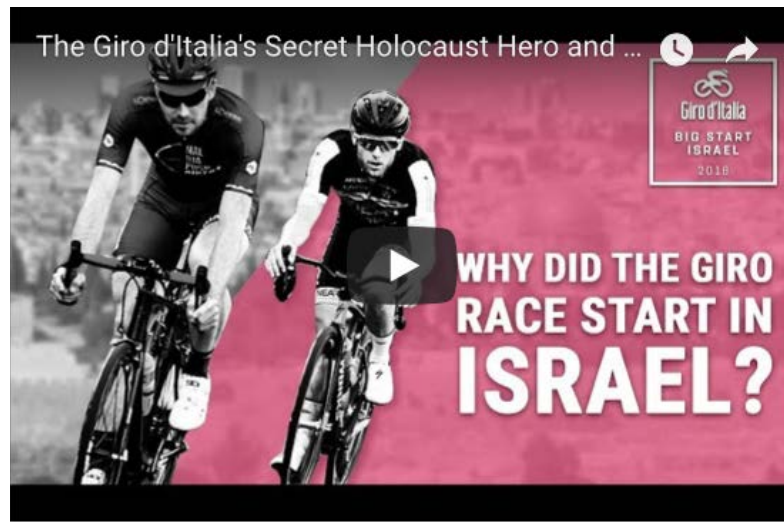 The Giro d'Italia's Secret Holocaust Hero and ...
Giro d'Italia
BIG START
ISRAEL
2018
WHY DID THE GIRO
RACE START IN
ISRAEL?